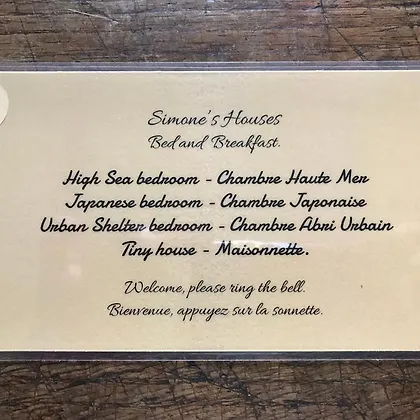 Simone's Houses
Bed and Breakfast.
High Sea bedroom - Chambre Haute Mer
Japanese bedroom - Chambre Japonaise
Urban Shelter bedroom - Chambre Abri Urbain
Tiny house - Maisonnette.
Welcome, please ring the bell.
Bienvenue, appuyez sur la sonnette.